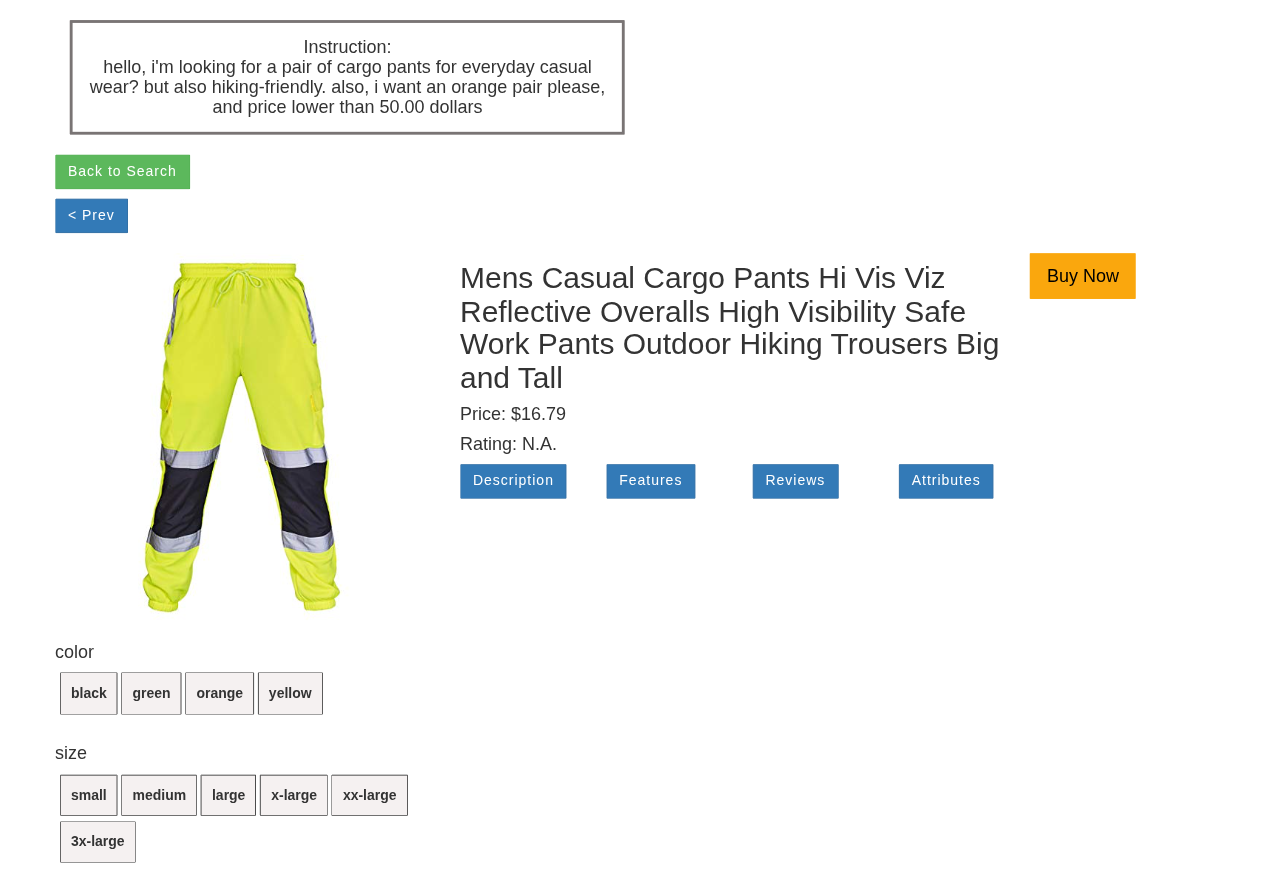 Instruction:
hello, i'm looking for a pair of cargo pants for everyday casual
wear? but also hiking-friendly. also, i want an orange pair please,
and price lower than 50.00 dollars
Back to Search
< Prev
Mens Casual Cargo Pants Hi Vis Viz
Reflective Overalls High Visibility Safe
Work Pants Outdoor Hiking Trousers Big
and Tall
Buy Now
Price: $16.79
Rating: N.A.
Description Features Reviews Attributes
color
black green orange yellow
size
small medium large x-large xx-large
3x-large